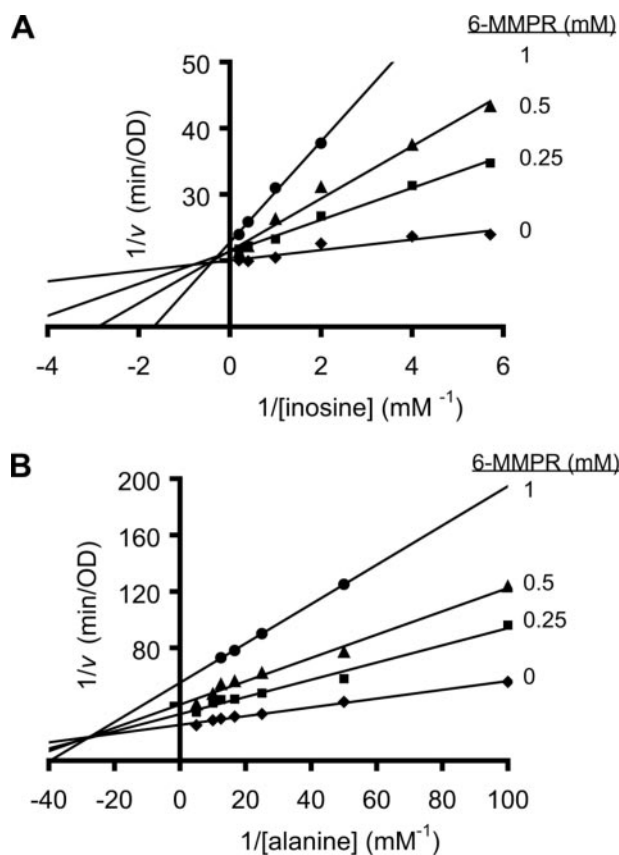 A
6-MMPR (mM)
1
50
0.5
40
0.25
30
0
1/v (min/OD)
-4 -2 0 2 4 6
1/[inosine] (mM -1)
B
6-MMPR (mM)
200
1
160
120
0.5
0.25
80
0
1/v (min/OD)
-40 -20 0 20 40 60 80 100
1/[alanine] (mM-1)